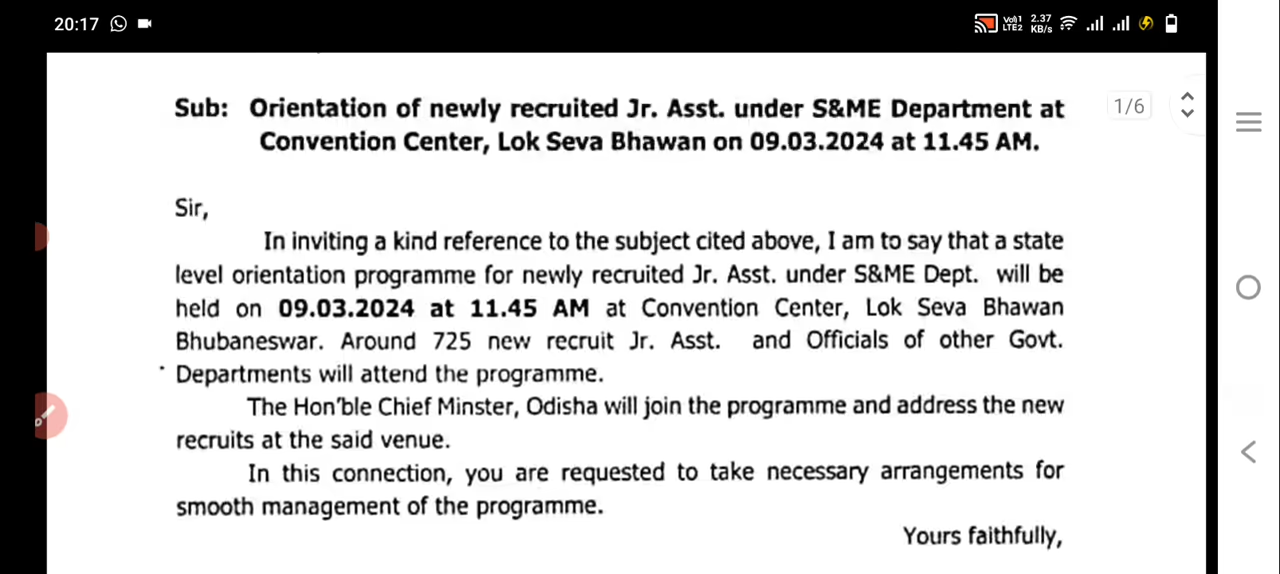 20:17
Vo))1 LTE2 2.37 KB/s
Sub: Orientation of newly recruited Jr. Asst. under S&ME Department at
Convention Center, Lok Seva Bhawan on 09.03.2024 at 11.45 AM.
1/6
Sir,
In inviting a kind reference to the subject cited above, I am to say that a state
level orientation programme for newly recruited Jr. Asst. under S&ME Dept. will be
held on 09.03.2024 at 11.45 AM at Convention Center, Lok Seva Bhawan
Bhubaneswar. Around 725 new recruit Jr. Asst. and Officials of other Govt.
Departments will attend the programme.
The Hon'ble Chief Minster, Odisha will join the programme and address the new
recruits at the said venue.
In this connection, you are requested to take necessary arrangements for
smooth management of the programme.
Yours faithfully,